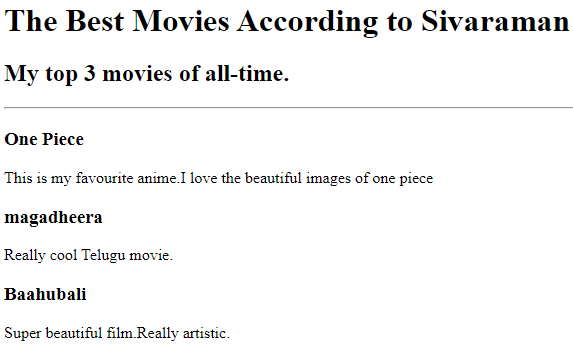 The Best Movies According to Sivaraman
My top 3 movies of all-time.
One Piece
This is my favourite anime.I love the beautiful images of one piece
magadheera
Really cool Telugu movie.
Baahubali
Super beautiful film.Really artistic.